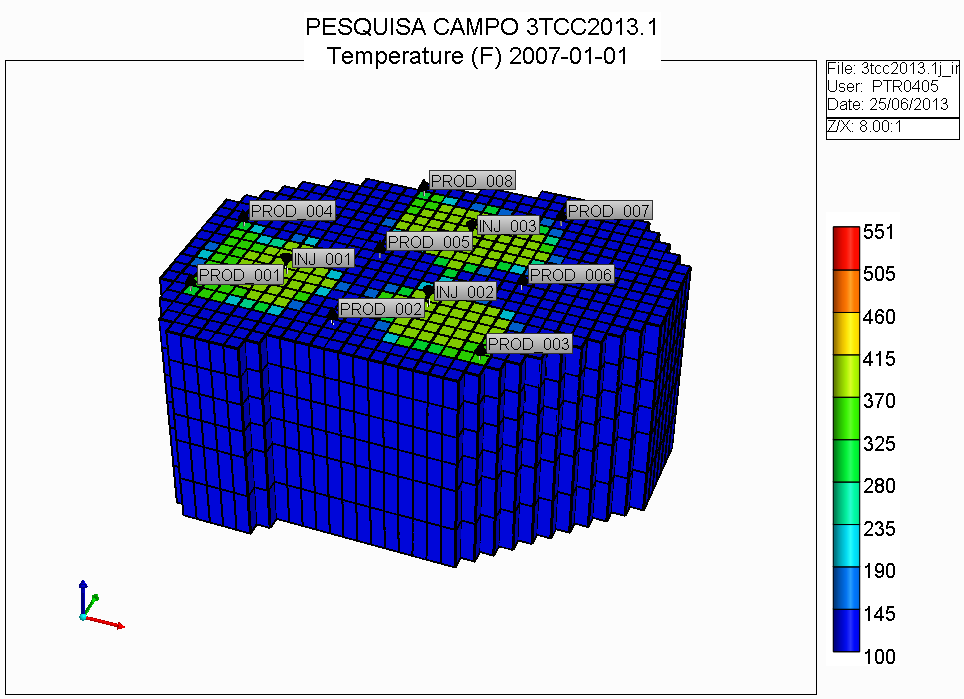 PESQUISA CAMPO 3TCC2013.1
Temperature (F) 2007-01-01
File: 3tcc2013.1j_ir
User: PTR0405
Date: 25/06/2013
Z/X: 8.00:1
PROD_008
PROD_004
PROD_007
INJ_003
PROD_005
INJ_001
PROD_001
PROD_006
INJ_002
PROD_002
PROD_003
551
505
460
415
370
325
280
235
190
145
100